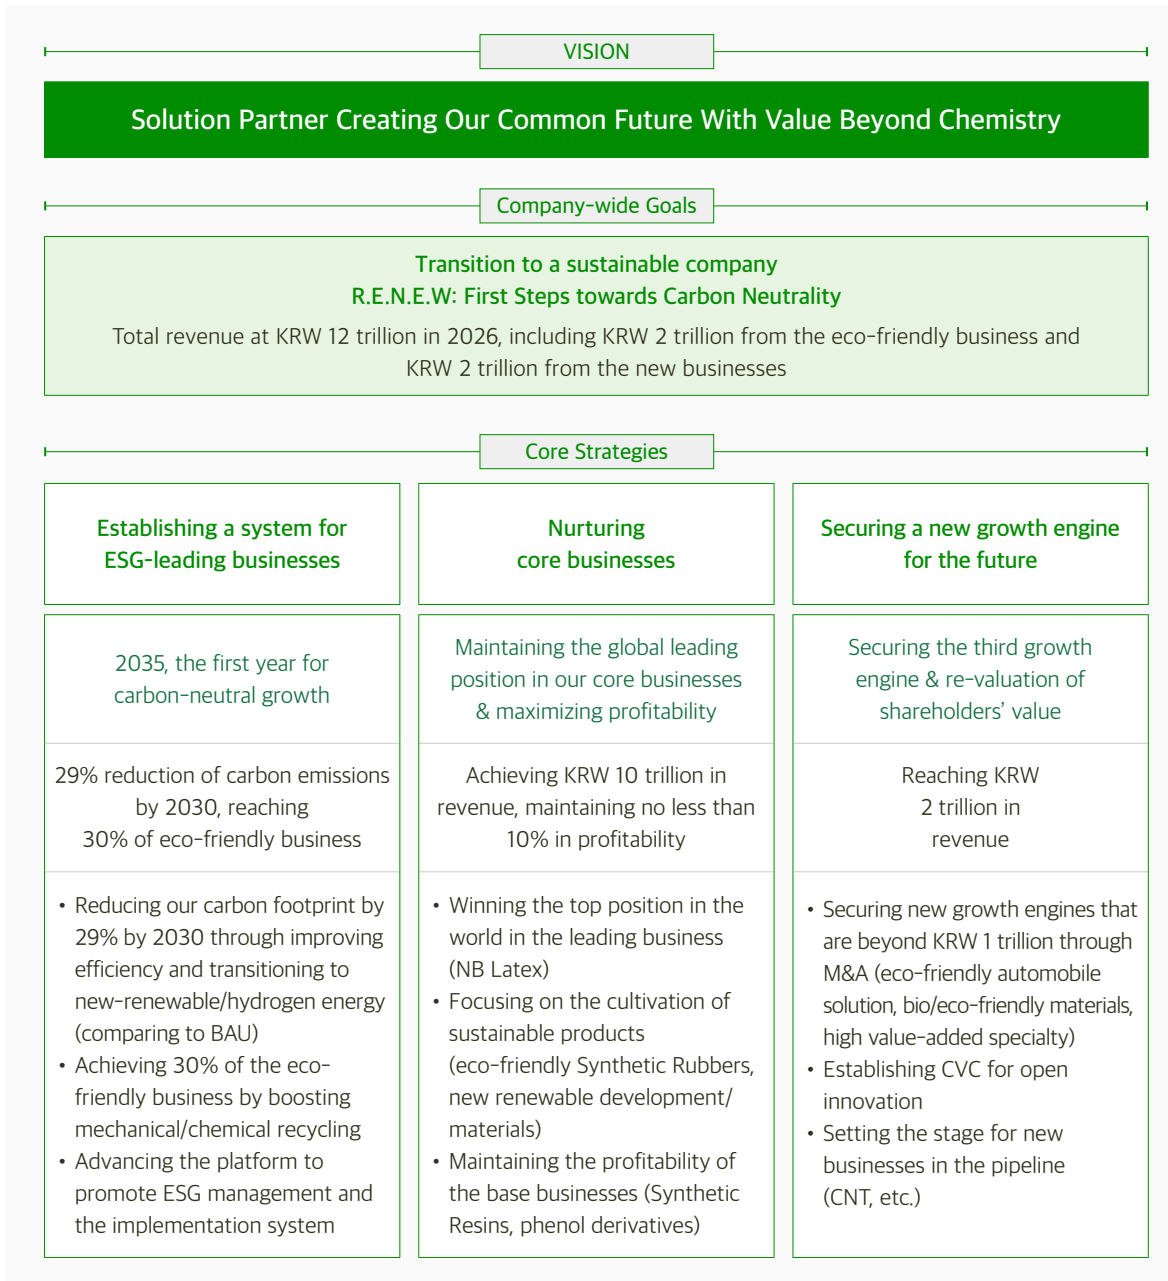 VISION
Solution Partner Creating Our Common Future With Value Beyond Chemistry
Company-wide Goals
Transition to a sustainable company
R.E.N.E.W: First Steps towards Carbon Neutrality
Total revenue at KRW 12 trillion in 2026, including KRW 2 trillion from the eco-friendly business and
KRW 2 trillion from the new businesses
Core Strategies
Establishing a system for
ESG-leading businesses
2035, the first year for
carbon-neutral growth
29% reduction of carbon emissions
by 2030, reaching
30% of eco-friendly business
• Reducing our carbon footprint by
29% by 2030 through improving
efficiency and transitioning to
new-renewable/hydrogen energy
(comparing to BAU)
• Achieving 30% of the eco-
friendly business by boosting
mechanical/chemical recycling
• Advancing the platform to
promote ESG management and
the implementation system
Nurturing
core businesses
Maintaining the global leading
position in our core businesses
& maximizing profitability
Achieving KRW 10 trillion in
revenue, maintaining no less than
10% in profitability
• Winning the top position in the
world in the leading business
(NB Latex)
• Focusing on the cultivation of
sustainable products
(eco-friendly Synthetic Rubbers,
new renewable development/
materials)
• Maintaining the profitability of
the base businesses (Synthetic
Resins, phenol derivatives)
Securing a new growth engine
for the future
Securing the third growth
engine & re-valuation of
shareholders’ value
Reaching KRW
2 trillion in
revenue
• Securing new growth engines that
are beyond KRW 1 trillion through
M&A (eco-friendly automobile
solution, bio/eco-friendly materials,
high value-added specialty)
• Establishing CVC for open
innovation
• Setting the stage for new
businesses in the pipeline
(CNT, etc.)